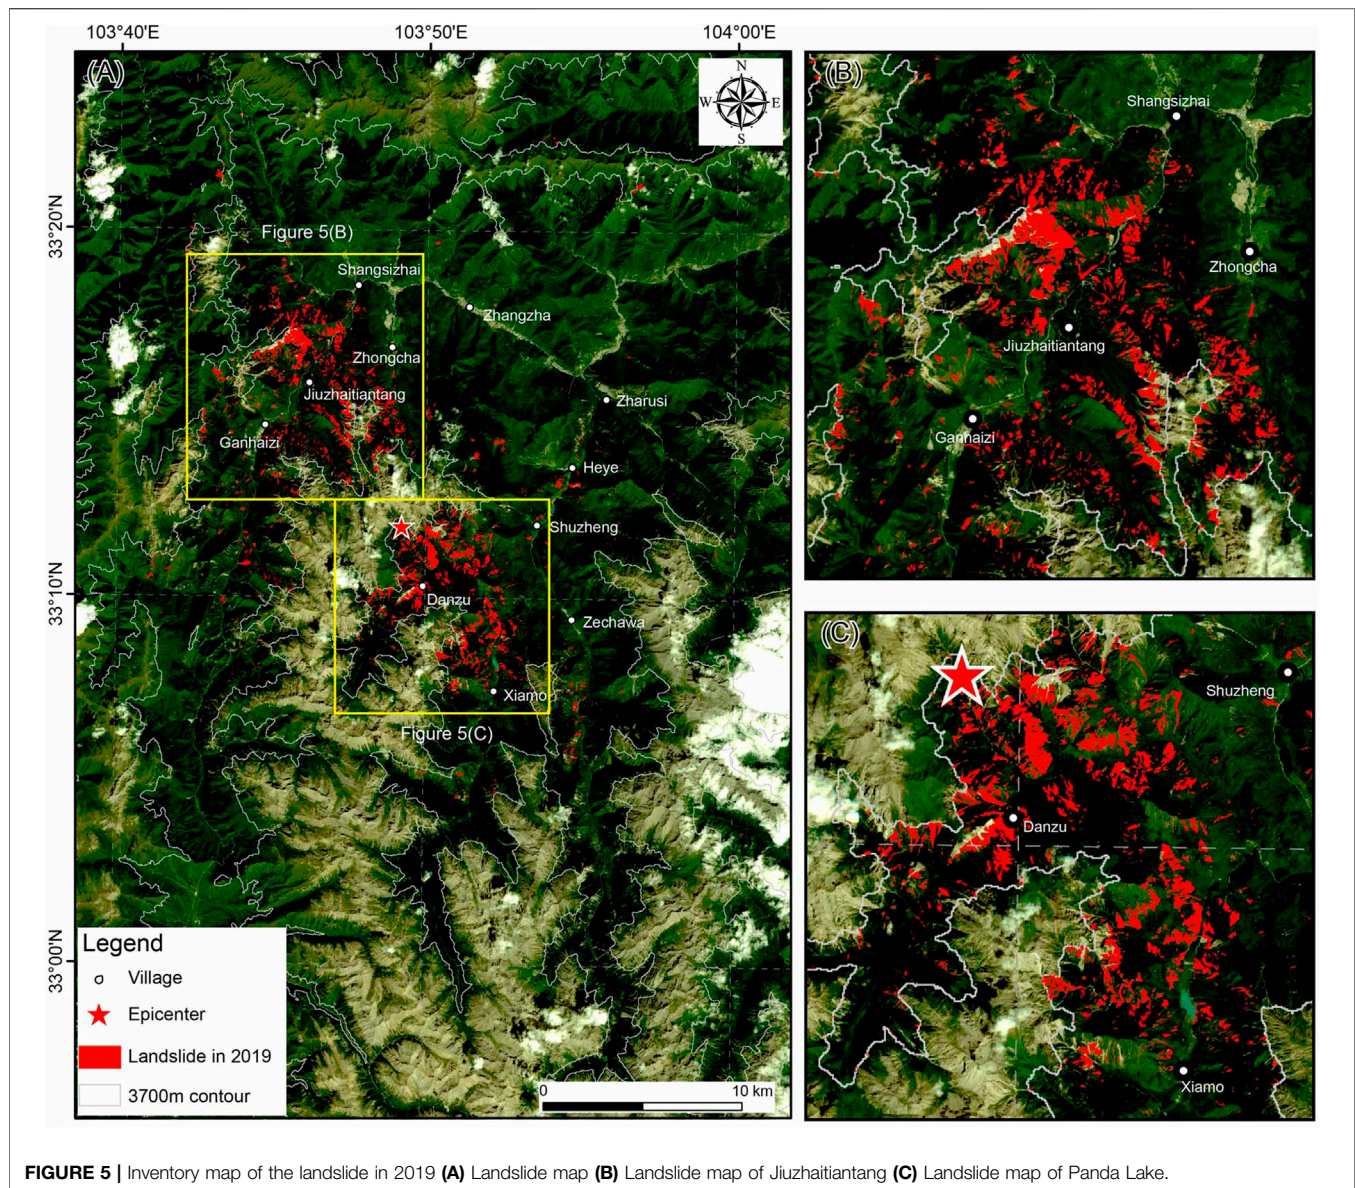 103°40'E
103°50'E
104°00'E
33°20'N
33°10'N
33°00'N
(A)
N
W
E
S
Figure 5(B)
Shangsizhai
Zhangzha
Zhongcha
Jiuzhaitiantang
Zharusi
Ganhaizi
Heye
Shuzheng
Danzu
Zechawa
Xiamo
Figure 5(C)
Legend
Village
Epicenter
Landslide in 2019
3700m contour
0
10 km
(B)
Shangsizhai
Zhongcha
Jiuzhaitiantang
Ganhaizi
(C)
Shuzheng
Danzu
Xiamo
FIGURE 5 | Inventory map of the landslide in 2019 (A) Landslide map (B) Landslide map of Jiuzhaitiantang (C) Landslide map of Panda Lake.